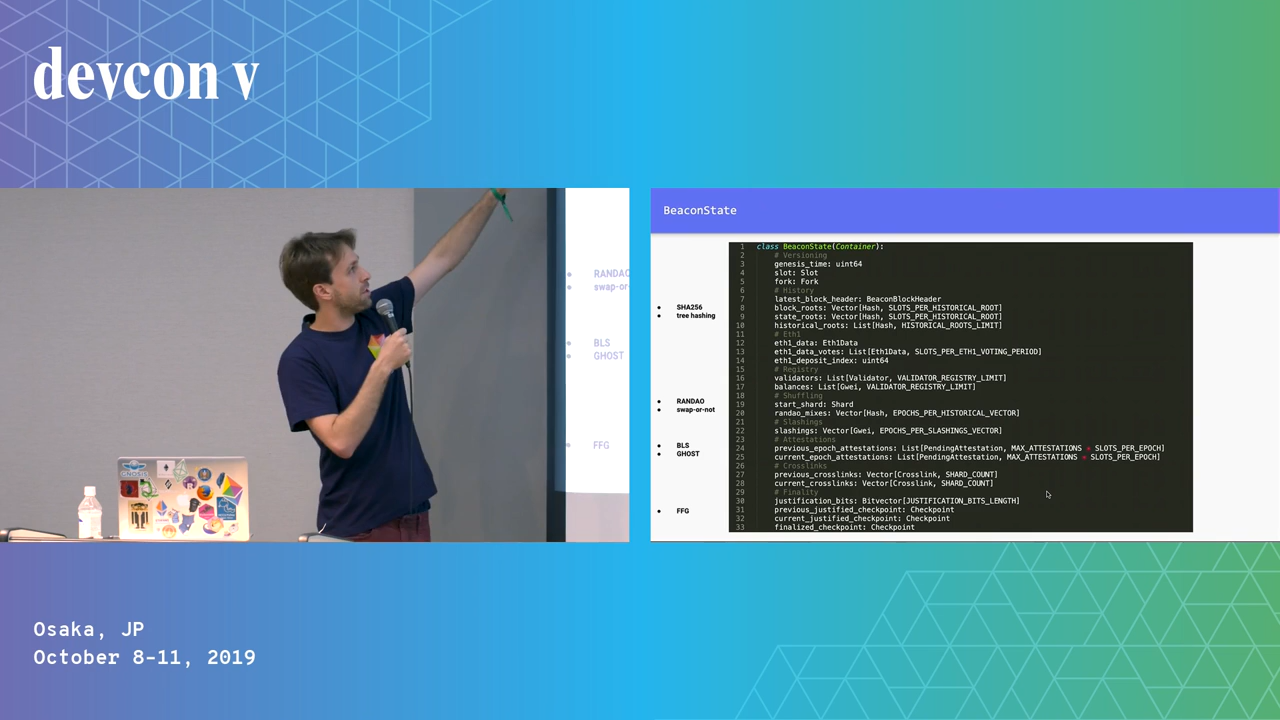 devcon v
RANDAO
swap-or
BLS
GHOST
FFG
GNOSIS
BeaconState
SHA256
tree hashing
RANDAO
swap-or-not
BLS
GHOST
FFG
1 class BeaconState(Container):
2 # Versioning
3 genesis_time: uint64
4 slot: Slot
5 fork: Fork
6 # History
7 latest_block_header: BeaconBlockHeader
8 block_roots: Vector[Hash, SLOTS_PER_HISTORICAL_ROOT]
9 state_roots: Vector[Hash, SLOTS_PER_HISTORICAL_ROOT]
10 historical_roots: List[Hash, HISTORICAL_ROOTS_LIMIT]
11 # Eth1
12 eth1_data: Eth1Data
13 eth1_data_votes: List[Eth1Data, SLOTS_PER_ETH1_VOTING_PERIOD]
14 eth1_deposit_index: uint64
15 # Registry
16 validators: List[Validator, VALIDATOR_REGISTRY_LIMIT]
17 balances: List[Gwei, VALIDATOR_REGISTRY_LIMIT]
18 # Shuffling
19 start_shard: Shard
20 randao_mixes: Vector[Hash, EPOCHS_PER_HISTORICAL_VECTOR]
21 # Slashings
22 slashings: Vector[Gwei, EPOCHS_PER_SLASHINGS_VECTOR]
23 # Attestations
24 previous_epoch_attestations: List[PendingAttestation, MAX_ATTESTATIONS * SLOTS_PER_EPOCH]
25 current_epoch_attestations: List[PendingAttestation, MAX_ATTESTATIONS * SLOTS_PER_EPOCH]
26 # Crosslinks
27 previous_crosslinks: Vector[Crosslink, SHARD_COUNT]
28 current_crosslinks: Vector[Crosslink, SHARD_COUNT]
29 # Finality
30 justification_bits: Bitvector[JUSTIFICATION_BITS_LENGTH]
31 previous_justified_checkpoint: Checkpoint
32 current_justified_checkpoint: Checkpoint
33 finalized_checkpoint: Checkpoint
Osaka, JP
October 8-11, 2019